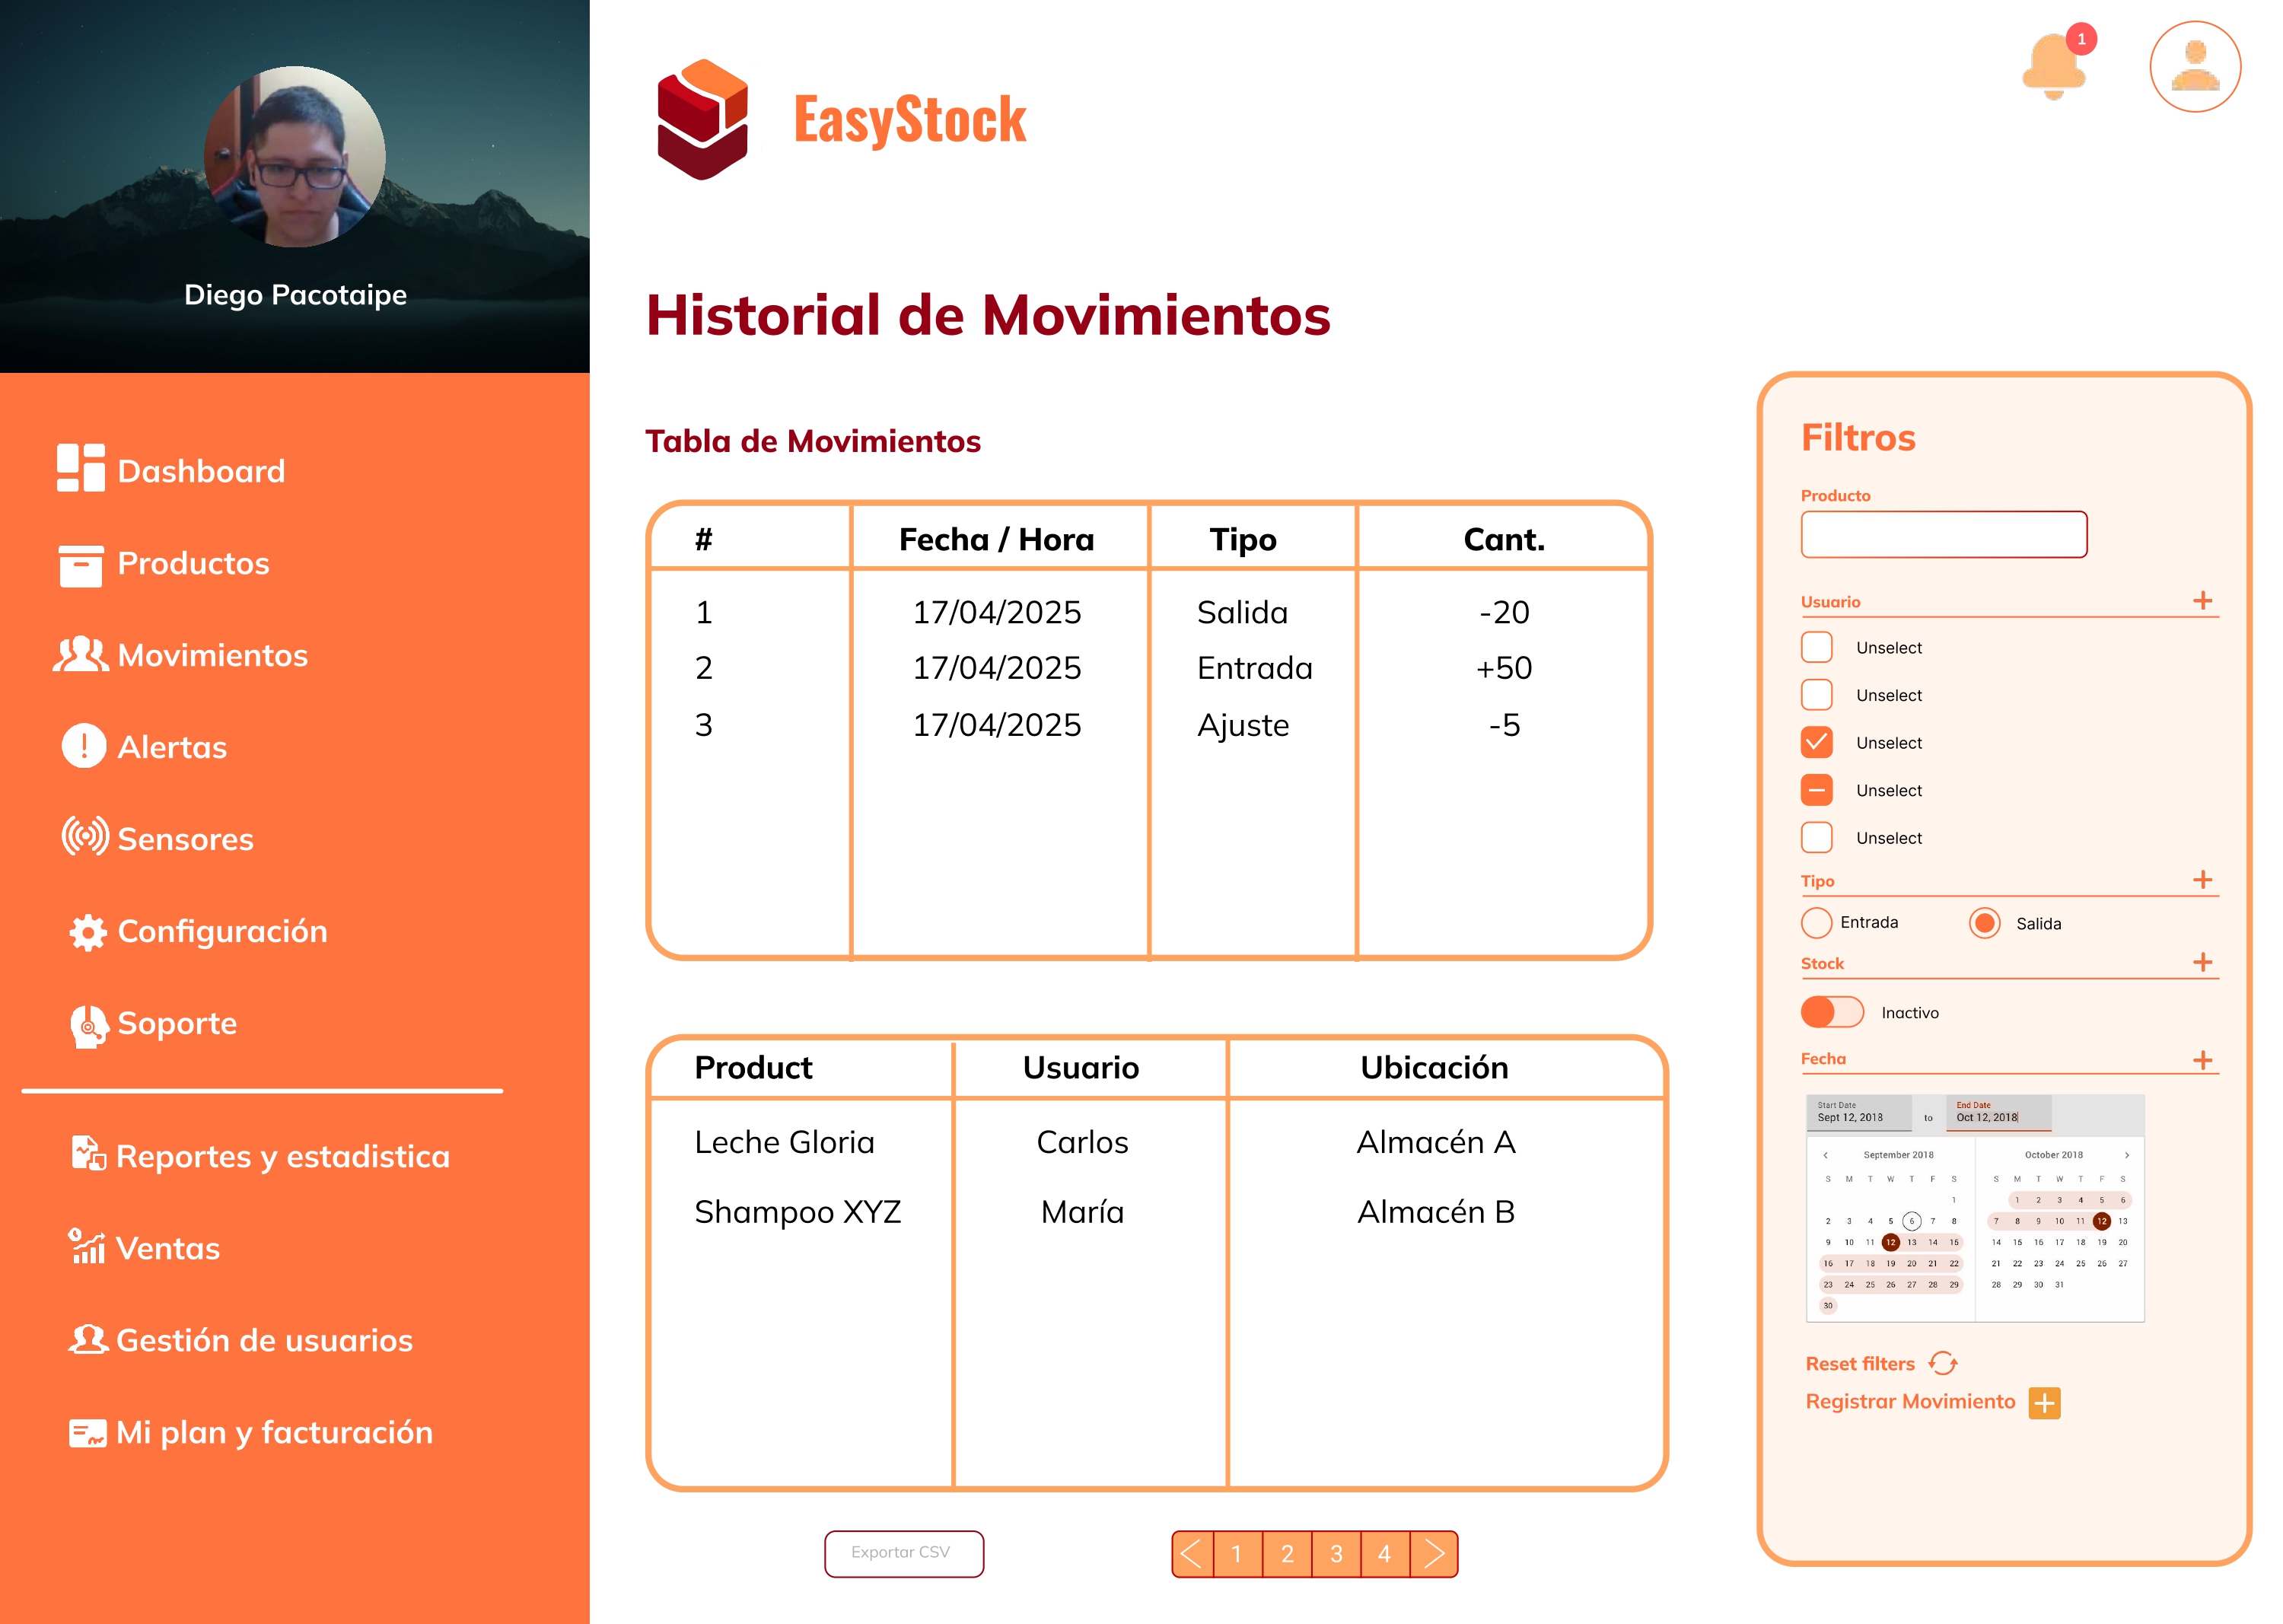 Diego Pacotaipe
Dashboard
Productos
Movimientos
Alertas
Sensores
Configuración
Soporte
Reportes y estadistica
Ventas
Gestión de usuarios
Mi plan y facturación
EasyStock
1
Historial de Movimientos
Tabla de Movimientos
# Fecha / Hora Tipo Cant.
1 17/04/2025 Salida -20
2 17/04/2025 Entrada +50
3 17/04/2025 Ajuste -5
Product Usuario Ubicación
Leche Gloria Carlos Almacén A
Shampoo XYZ María Almacén B
Exportar CSV
1 2 3 4
Filtros
Producto
Usuario
Unselect
Unselect
Unselect
Unselect
Unselect
Tipo
Entrada Salida
Stock
Inactivo
Fecha
Start Date End Date
Sept 12, 2018 to Oct 12, 2018
September 2018 October 2018
S M T W T F S S M T W T F S
1 1 2 3 4 5 6
2 3 4 5 6 7 8 7 8 9 10 11 12 13
9 10 11 12 13 14 15 14 15 16 17 18 19 20
16 17 18 19 20 21 22 21 22 23 24 25 26 27
23 24 25 26 27 28 29 28 29 30 31
30
Reset filters
Registrar Movimiento